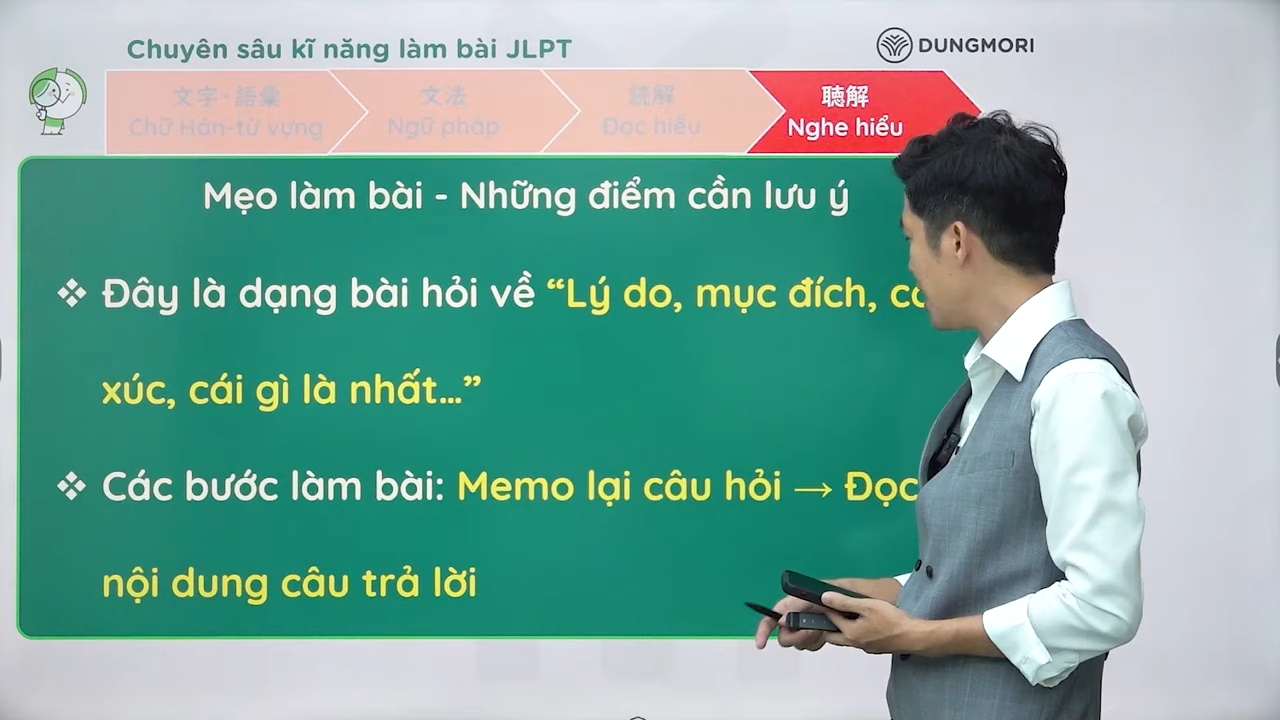 Chuyên sâu kĩ năng làm bài JLPT
DUNGMORI
文字・語彙
Chữ Hán-từ vựng
文法
Ngữ pháp
読解
Đọc hiểu
聴解
Nghe hiểu
Mẹo làm bài - Những điểm cần lưu ý
❖ Đây là dạng bài hỏi về “Lý do, mục đích,
xúc, cái gì là nhất...”
❖ Các bước làm bài: Memo lại câu hỏi → Đọc
nội dung câu trả lời